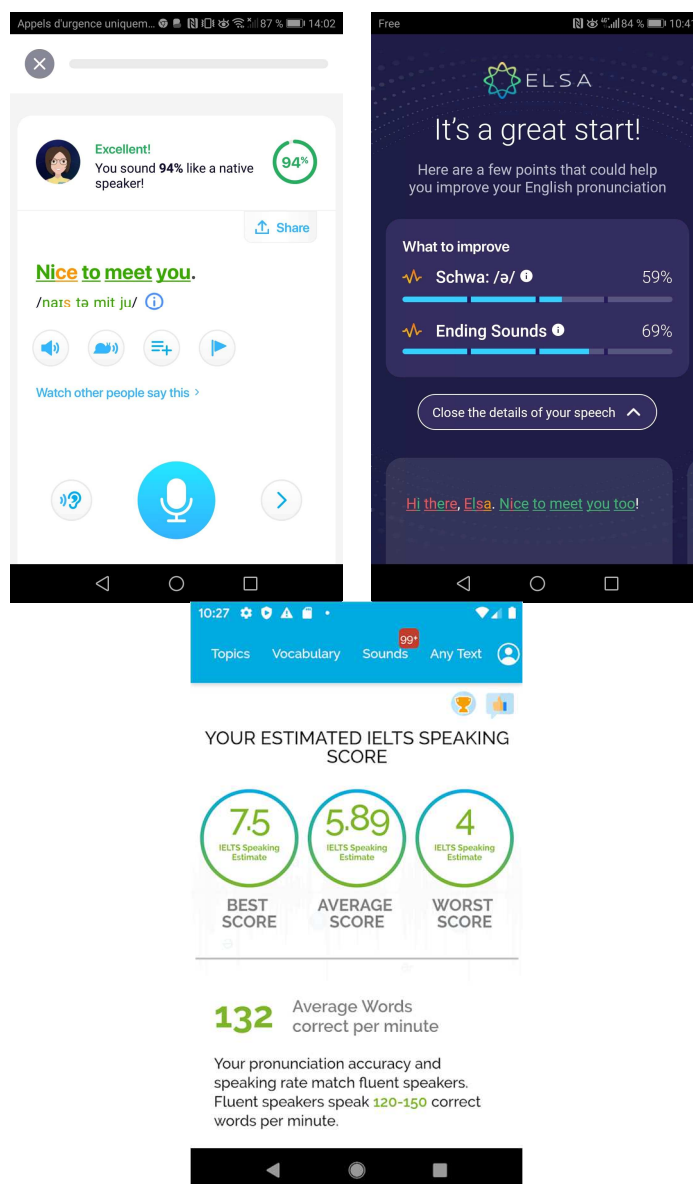 Appels d'urgence uniquem... 87 % 14:02
Excellent!
You sound 94% like a native
speaker!
94%
Share
Nice to meet you.
/naɪs tə mit ju/
Watch other people say this >
Free 84 % 10:41
ELSA
It's a great start!
Here are a few points that could help
you improve your English pronunciation
What to improve
Schwa: /ə/ 59%
Ending Sounds 69%
Close the details of your speech
Hi there, Elsa. Nice to meet you too!
10:27
99+
Topics Vocabulary Sounds Any Text
YOUR ESTIMATED IELTS SPEAKING
SCORE
7.5 5.89 4
IELTS Speaking IELTS Speaking IELTS Speaking
Estimate Estimate Estimate
BEST AVERAGE WORST
SCORE SCORE SCORE
132 Average Words
correct per minute
Your pronunciation accuracy and
speaking rate match fluent speakers.
Fluent speakers speak 120-150 correct
words per minute.